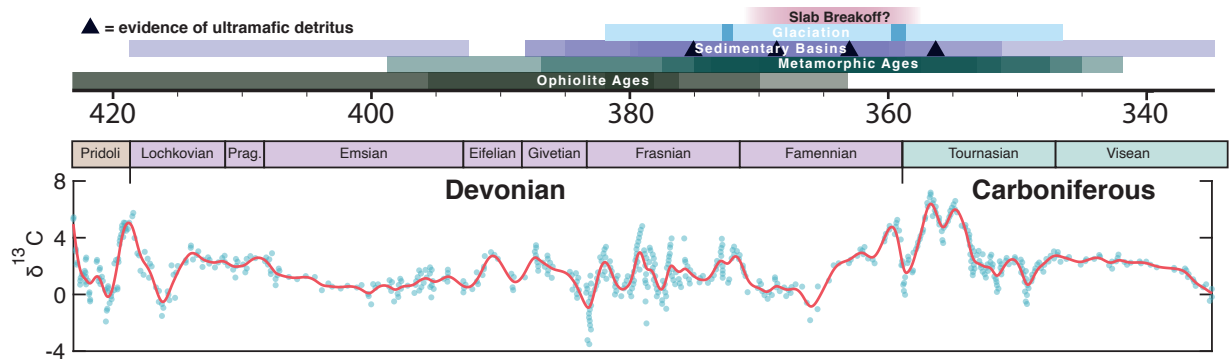 Slab Breakoff?
▲ = evidence of ultramafic detritus
Glaciation
Sedimentary Basins
Metamorphic Ages
Ophiolite Ages
420 400 380 360 340
Pridoli Lochkovian Prag. Emsian Eifelian Givetian Frasnian Famennian Tournasian Visean
Devonian Carboniferous
8
4
0
-4
δ13C